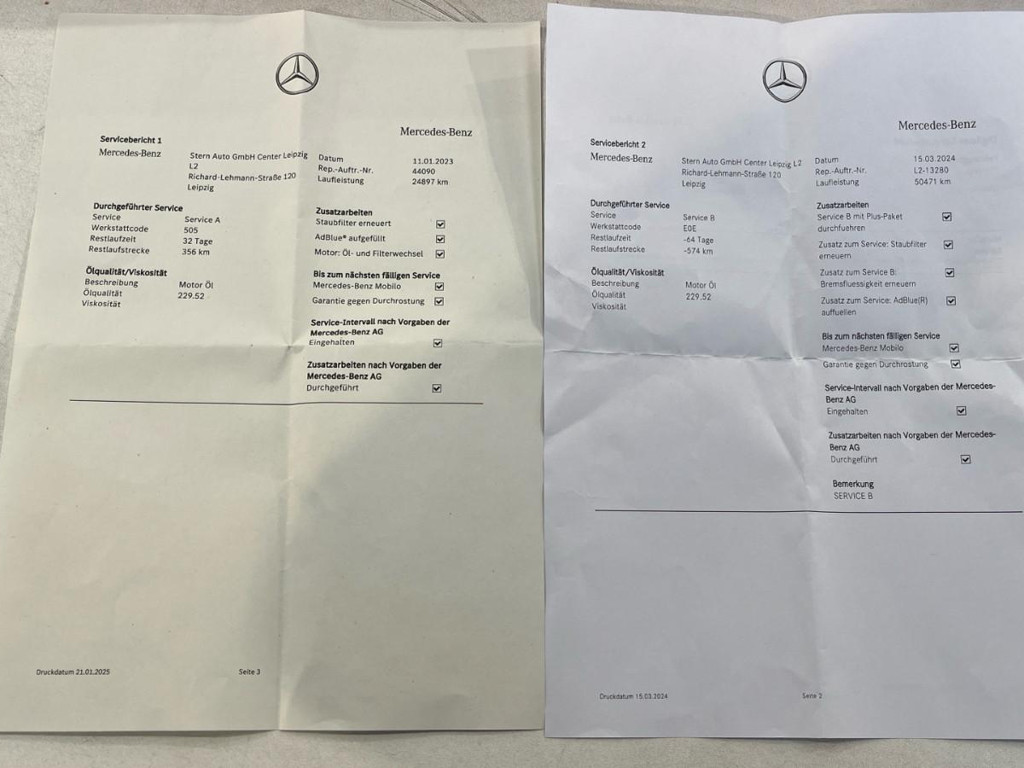 Mercedes-Benz
Servicebericht 1
Mercedes-Benz
Stern Auto GmbH Center Leipzig
L2
Richard-Lehmann-Straße 120
Leipzig
Datum 11.01.2023
Rep.-Auftr.-Nr. 44090
Laufleistung 24897 km
Durchgeführter Service
Service Service A
Werkstattcode 505
Restlaufzeit 32 Tage
Restlaufstrecke 356 km
Ölqualität/Viskosität
Beschreibung Motor Öl
Ölqualität 229.52
Viskosität
Zusatzarbeiten
Staubfilter erneuert
AdBlue® aufgefüllt
Motor: Öl- und Filterwechsel
Bis zum nächsten fälligen Service
Mercedes-Benz Mobilo
Garantie gegen Durchrostung
Service-Intervall nach Vorgaben der
Mercedes-Benz AG
Eingehalten
Zusatzarbeiten nach Vorgaben der
Mercedes-Benz AG
Durchgeführt
Druckdatum 21.01.2025 Seite 3
Mercedes-Benz
Servicebericht 2
Mercedes-Benz
Stern Auto GmbH Center Leipzig L2
Richard-Lehmann-Straße 120
Leipzig
Datum 15.03.2024
Rep.-Auftr.-Nr. L2-13280
Laufleistung 50471 km
Durchgeführter Service
Service Service B
Werkstattcode E0E
Restlaufzeit -64 Tage
Restlaufstrecke -574 km
Ölqualität/Viskosität
Beschreibung Motor Öl
Ölqualität 229.52
Viskosität
Zusatzarbeiten
Service B mit Plus-Paket
durchfuehren
Zusatz zum Service: Staubfilter
erneuern
Zusatz zum Service B:
Bremsfluessigkeit erneuern
Zusatz zum Service: AdBlue(R)
auffuellen
Bis zum nächsten fälligen Service
Mercedes-Benz Mobilo
Garantie gegen Durchrostung
Service-Intervall nach Vorgaben der Mercedes-
Benz AG
Eingehalten
Zusatzarbeiten nach Vorgaben der Mercedes-
Benz AG
Durchgeführt
Bemerkung
SERVICE B
Druckdatum 15.03.2024 Seite 2